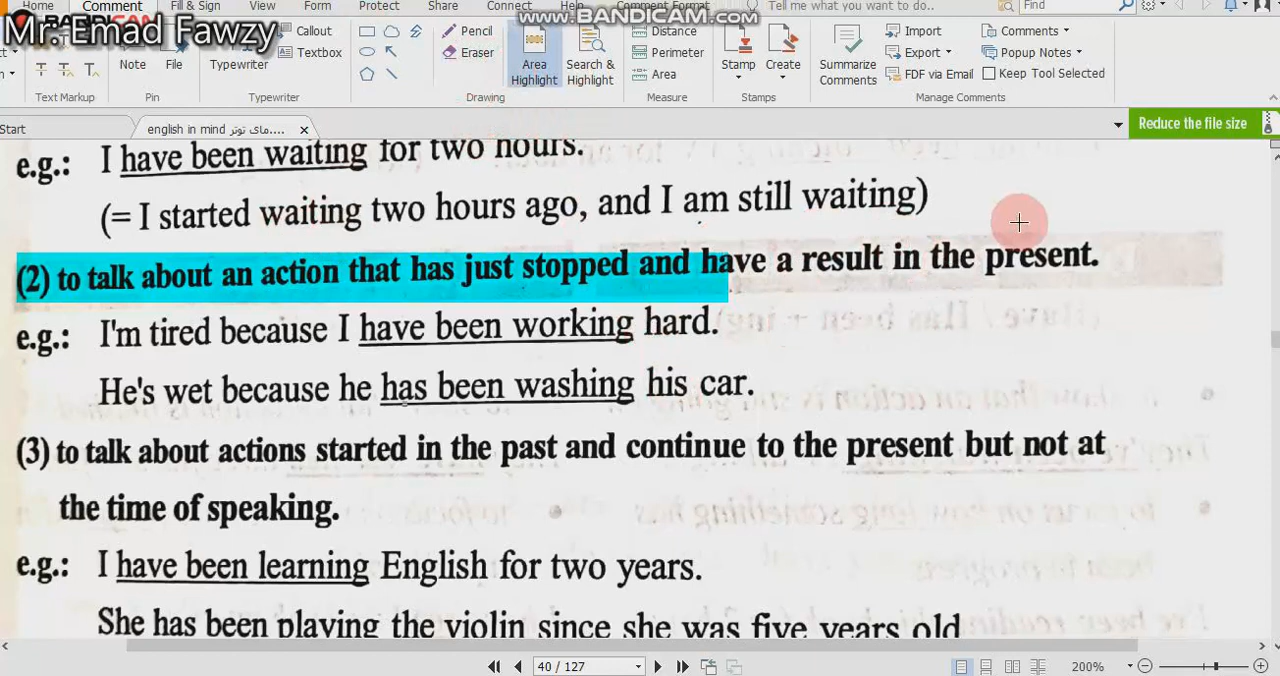 Home Comment Fill & Sign View Form Protect Share Connect Comment Format Tell me what you want to do... Find
BANDICAM
www.BANDICAM.com
Mr. Emad Fawzy
Note File Typewriter Callout Textbox Pencil Eraser Area Highlight Search & Highlight Distance Perimeter Area Stamp Create Summarize Comments Import Export FDF via Email Comments Popup Notes Keep Tool Selected
Text Markup Pin Typewriter Drawing Measure Stamps Manage Comments
Start english in mind ماى تونز.... Reduce the file size
e.g.: I have been waiting for two hours.
(= I started waiting two hours ago, and I am still waiting)
(2) to talk about an action that has just stopped and have a result in the present.
e.g.: I'm tired because I have been working hard.
He's wet because he has been washing his car.
(3) to talk about actions started in the past and continue to the present but not at
the time of speaking.
e.g.: I have been learning English for two years.
She has been playing the violin since she was five years old
40 / 127 200%